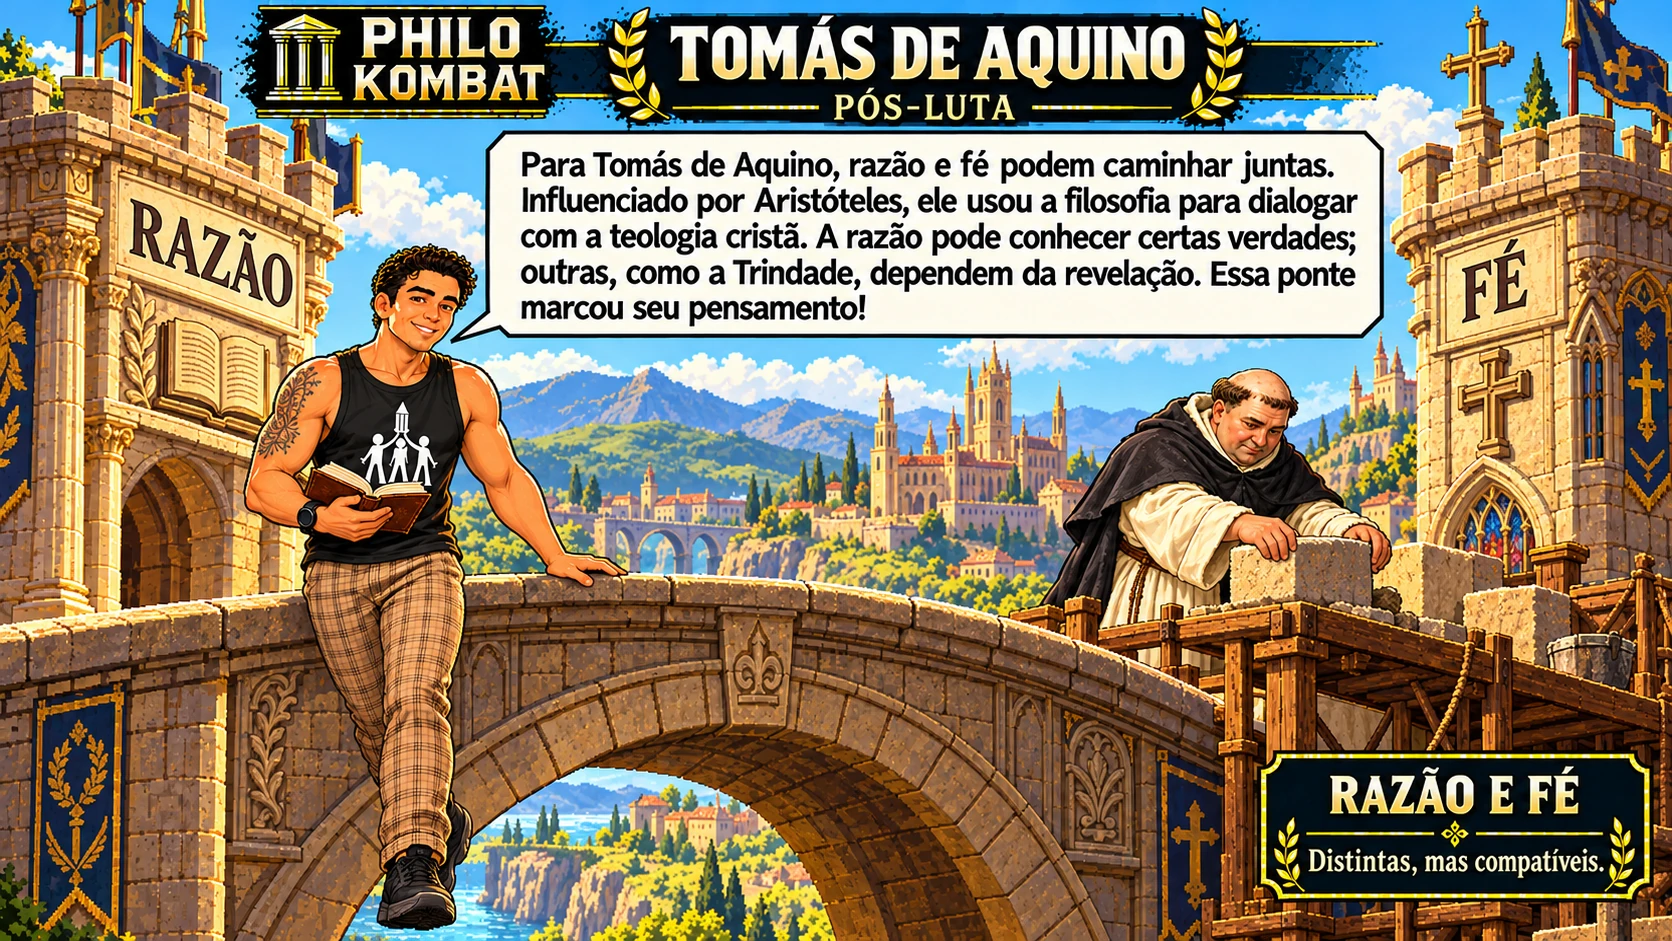 PHILO
KOMBAT
TOMÁS DE AQUINO
PÓS-LUTA
Para Tomás de Aquino, razão e fé podem caminhar juntas.
Influenciado por Aristóteles, ele usou a filosofia para dialogar
com a teologia cristã. A razão pode conhecer certas verdades;
outras, como a Trindade, dependem da revelação. Essa ponte
marcou seu pensamento!
RAZÃO
FÉ
RAZÃO E FÉ
Distintas, mas compatíveis.